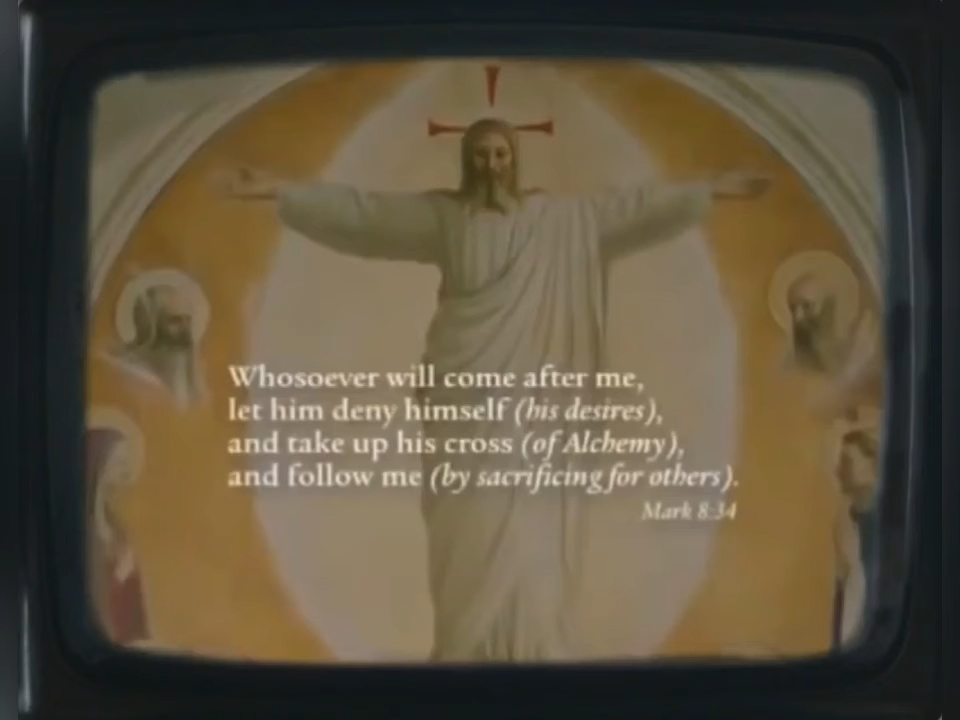 Whosoever will come after me,
let him deny himself (his desires),
and take up his cross (of Alchemy),
and follow me (by sacrificing for others).
Mark 8:34